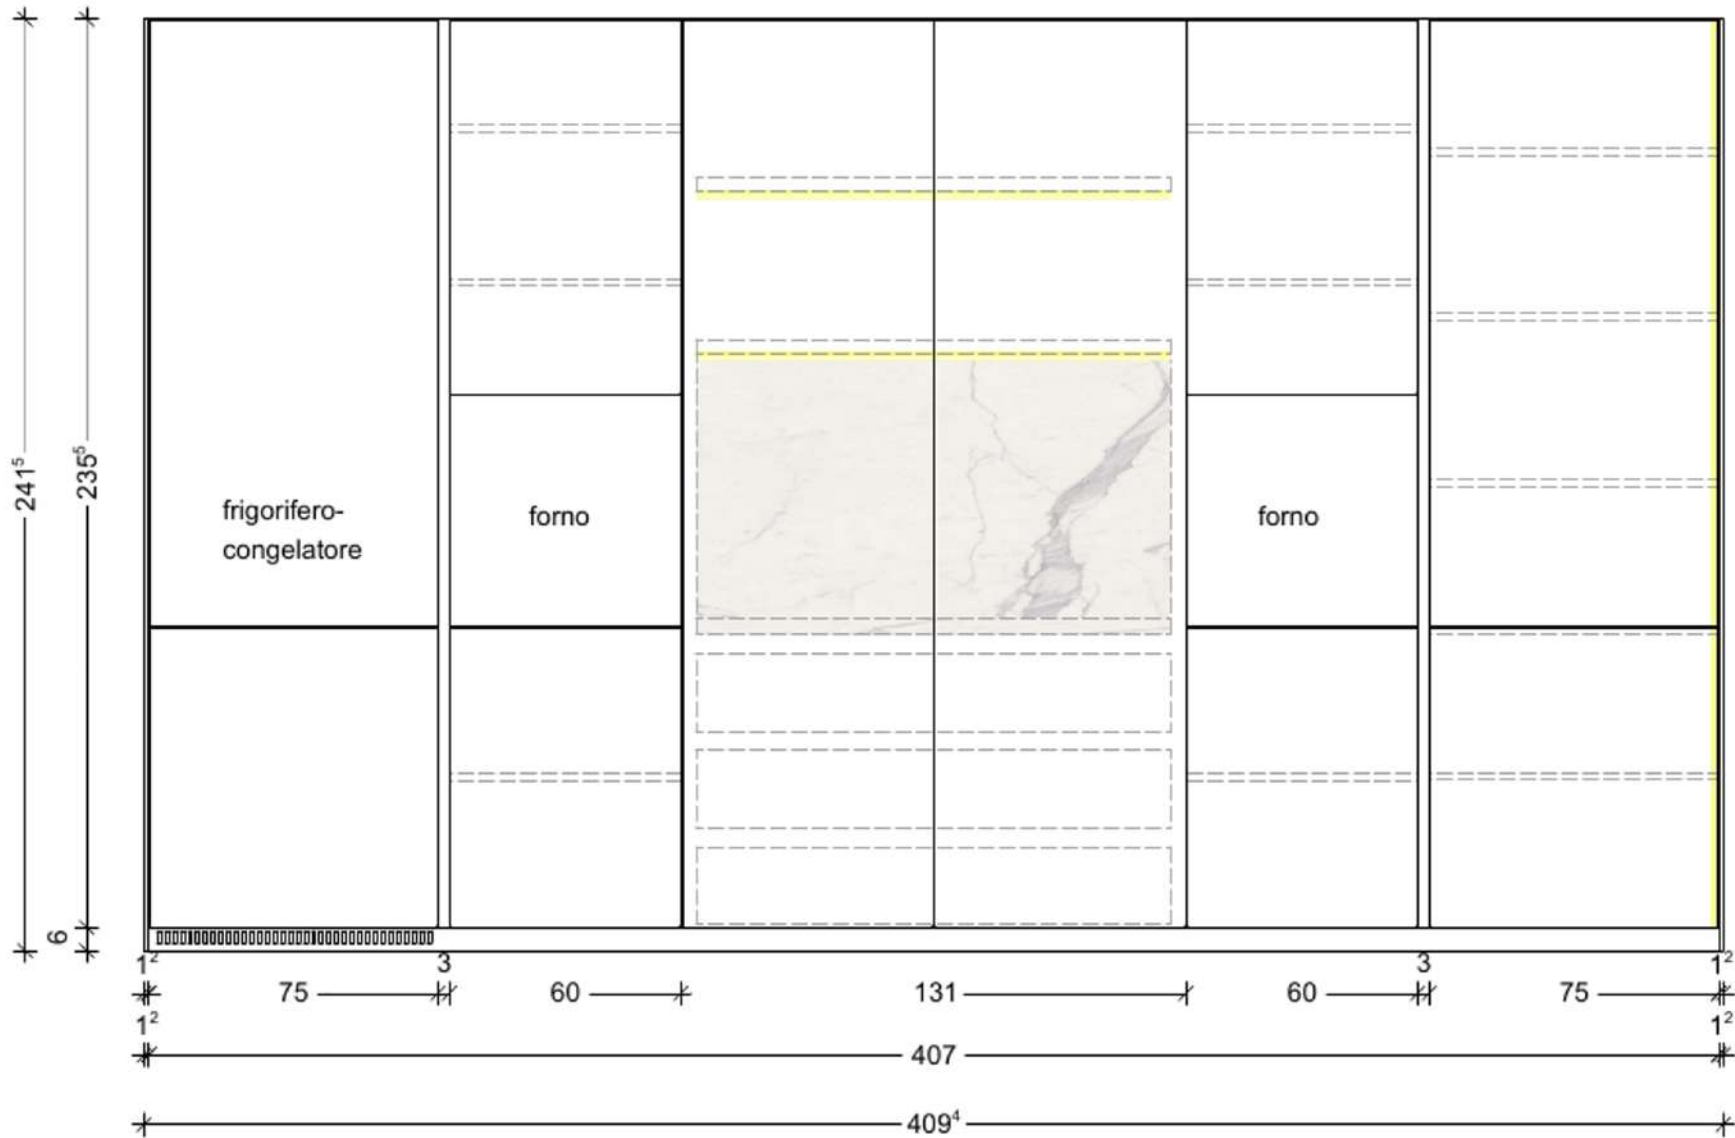 241⁵
235⁵
6
frigorifero-
congelatore
forno
forno
1² 3 3 1²
75 60 131 60 75
1² 1²
407
409⁴